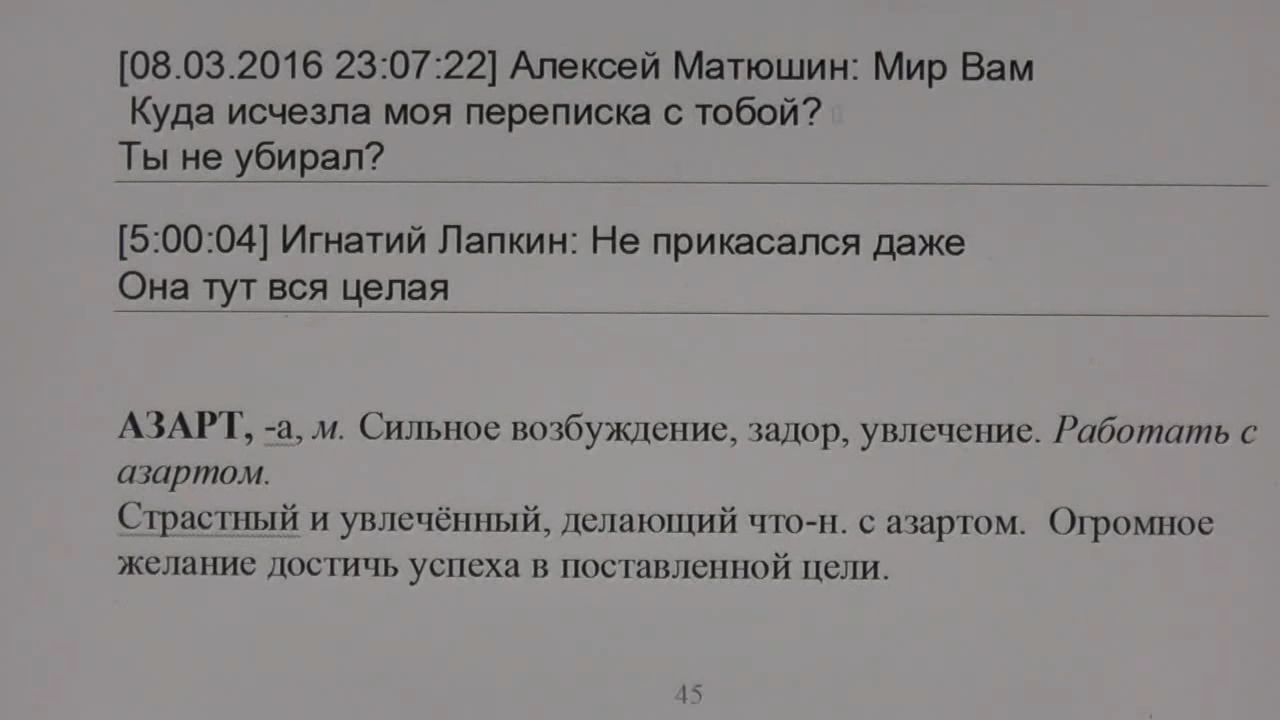 [08.03.2016 23:07:22] Алексей Матюшин: Мир Вам
Куда исчезла моя переписка с тобой?
Ты не убирал?
[5:00:04] Игнатий Лапкин: Не прикасался даже
Она тут вся целая
АЗАРТ, -а, м. Сильное возбуждение, задор, увлечение. Работать с
азартом.
Страстный и увлечённый, делающий что-н. с азартом. Огромное
желание достичь успеха в поставленной цели.
45